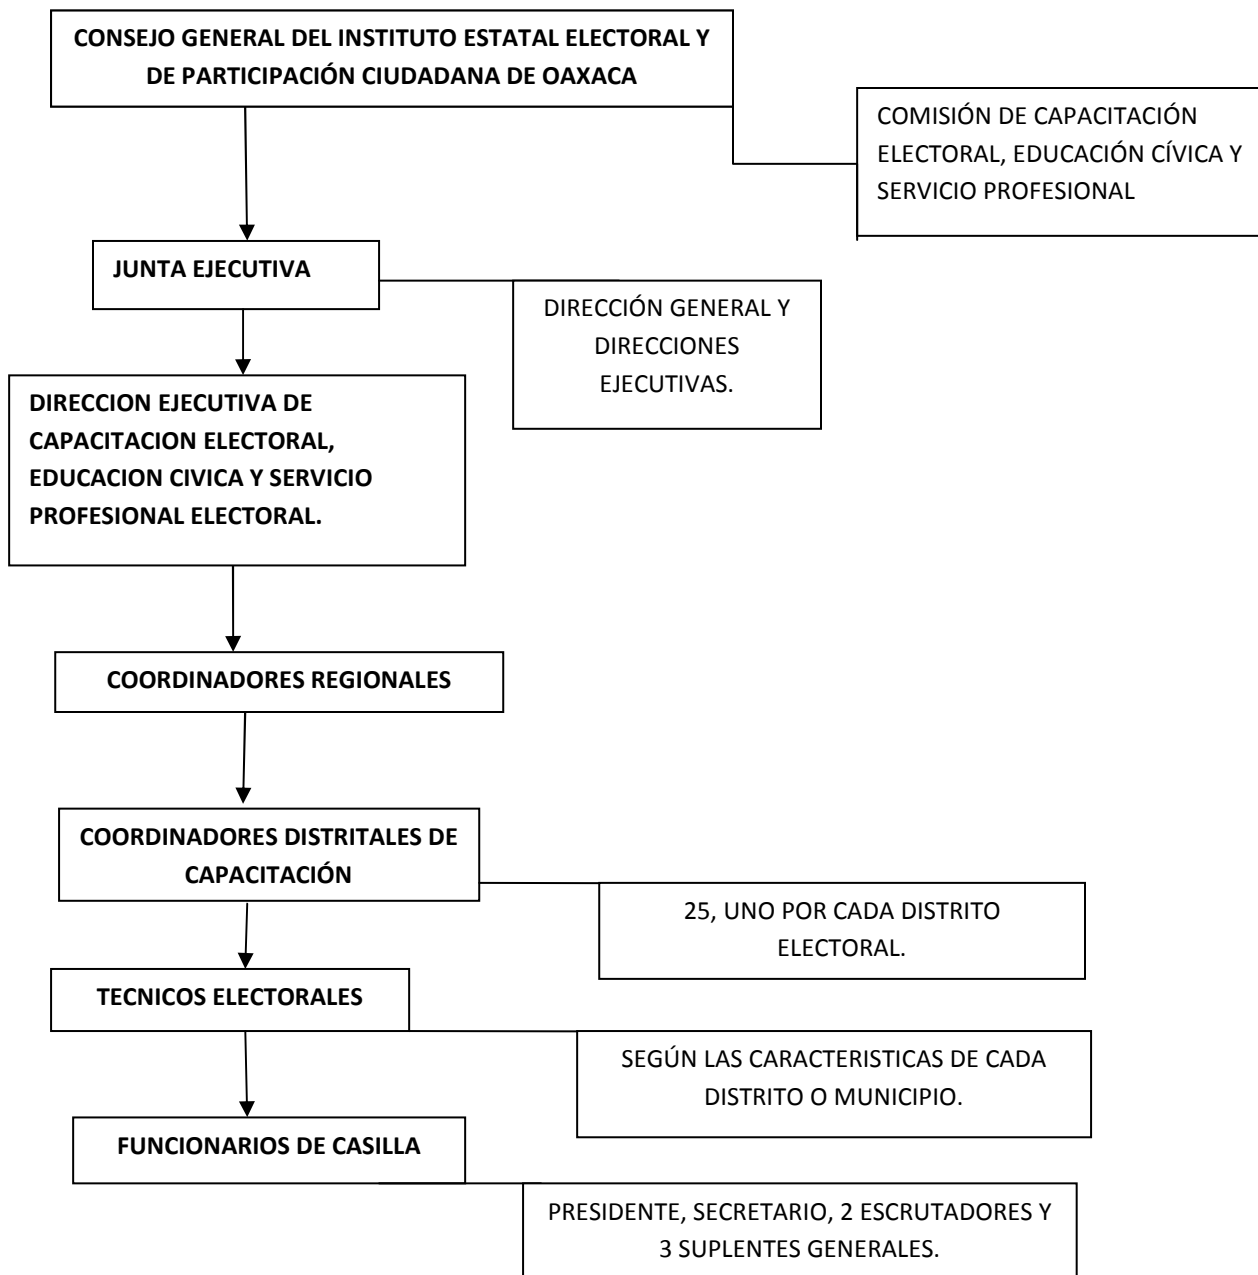 CONSEJO GENERAL DEL INSTITUTO ESTATAL ELECTORAL Y
DE PARTICIPACIÓN CIUDADANA DE OAXACA
COMISIÓN DE CAPACITACIÓN
ELECTORAL, EDUCACIÓN CÍVICA Y
SERVICIO PROFESIONAL
JUNTA EJECUTIVA
DIRECCIÓN GENERAL Y
DIRECCIONES
EJECUTIVAS.
DIRECCION EJECUTIVA DE
CAPACITACION ELECTORAL,
EDUCACION CIVICA Y SERVICIO
PROFESIONAL ELECTORAL.
COORDINADORES REGIONALES
COORDINADORES DISTRITALES DE
CAPACITACIÓN
25, UNO POR CADA DISTRITO
ELECTORAL.
TECNICOS ELECTORALES
SEGÚN LAS CARACTERISTICAS DE CADA
DISTRITO O MUNICIPIO.
FUNCIONARIOS DE CASILLA
PRESIDENTE, SECRETARIO, 2 ESCRUTADORES Y
3 SUPLENTES GENERALES.